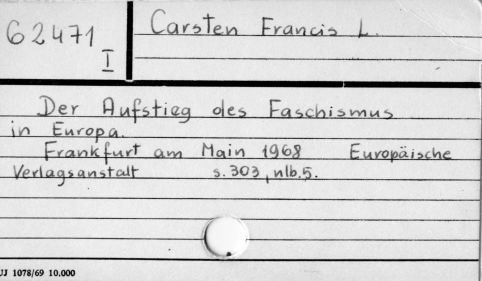 62471
I
Carsten Francis L.
Der Aufstieg des Faschismus
in Europa.
Frankfurt am Main 1968 Europäische
Verlagsanstalt s. 303, nlb. 5.
UJ 1078/69 10.000